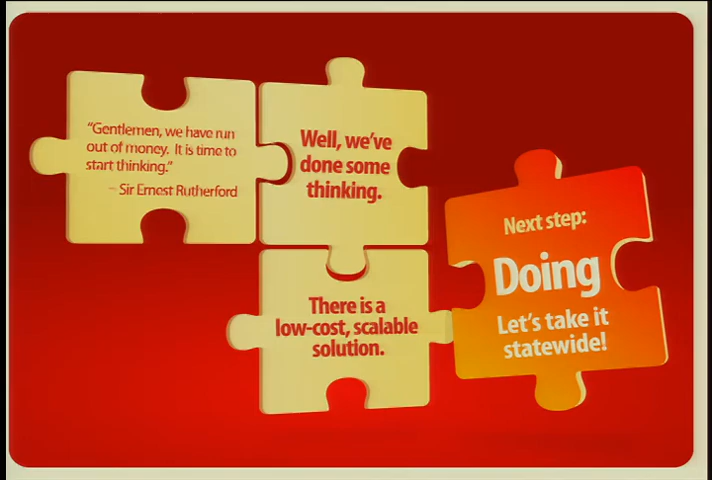 “Gentlemen, we have run
out of money.  It is time to
start thinking.”
– Sir Ernest Rutherford
Well, we’ve
done some
thinking.
There is a
low-cost, scalable
solution.
Next step:
Doing
Let’s take it
statewide!